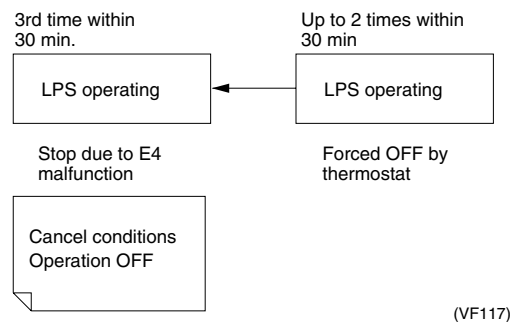 3rd time within
30 min.
Up to 2 times within
30 min
LPS operating
LPS operating
Stop due to E4
malfunction
Forced OFF by
thermostat
Cancel conditions
Operation OFF
(VF117)